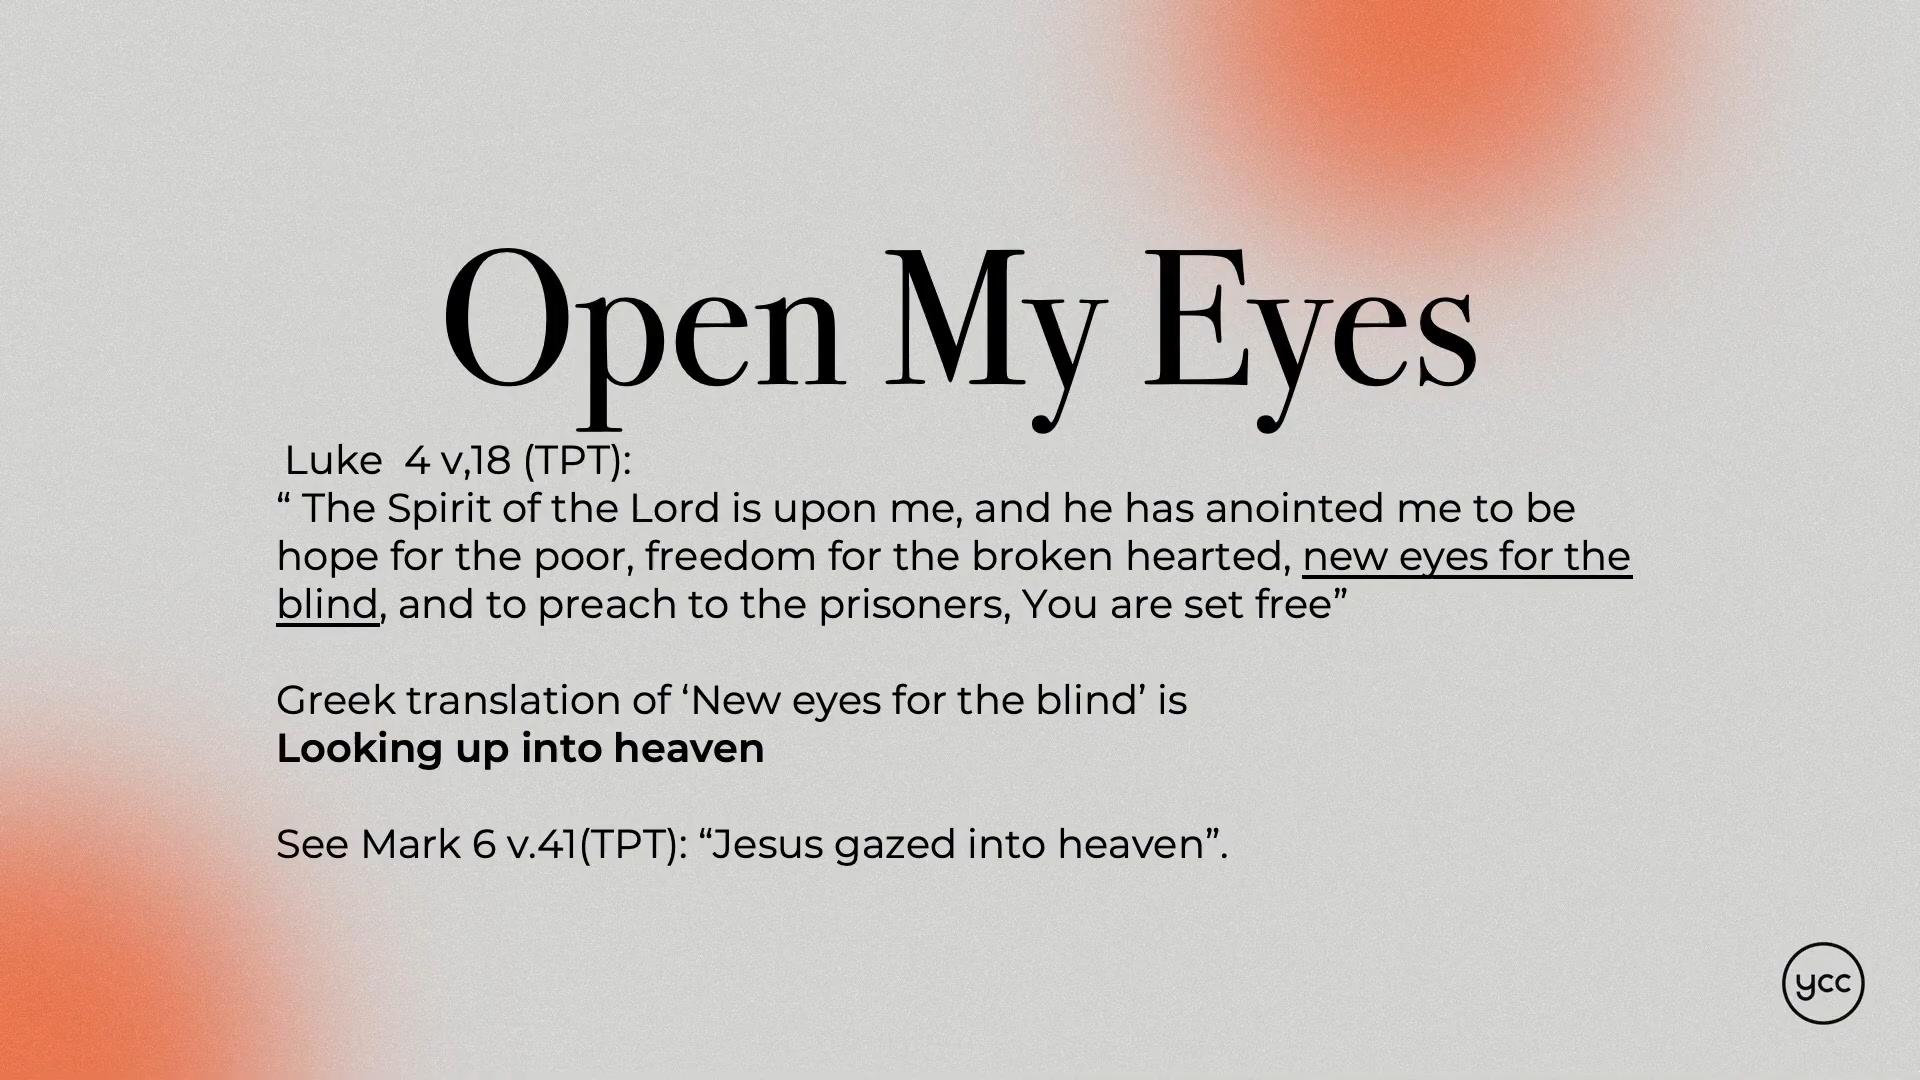 Open My Eyes
Luke  4 v,18 (TPT):
“ The Spirit of the Lord is upon me, and he has anointed me to be
hope for the poor, freedom for the broken hearted, new eyes for the
blind, and to preach to the prisoners, You are set free”
Greek translation of ‘New eyes for the blind’ is
Looking up into heaven
See Mark 6 v.41(TPT): “Jesus gazed into heaven”.
ycc